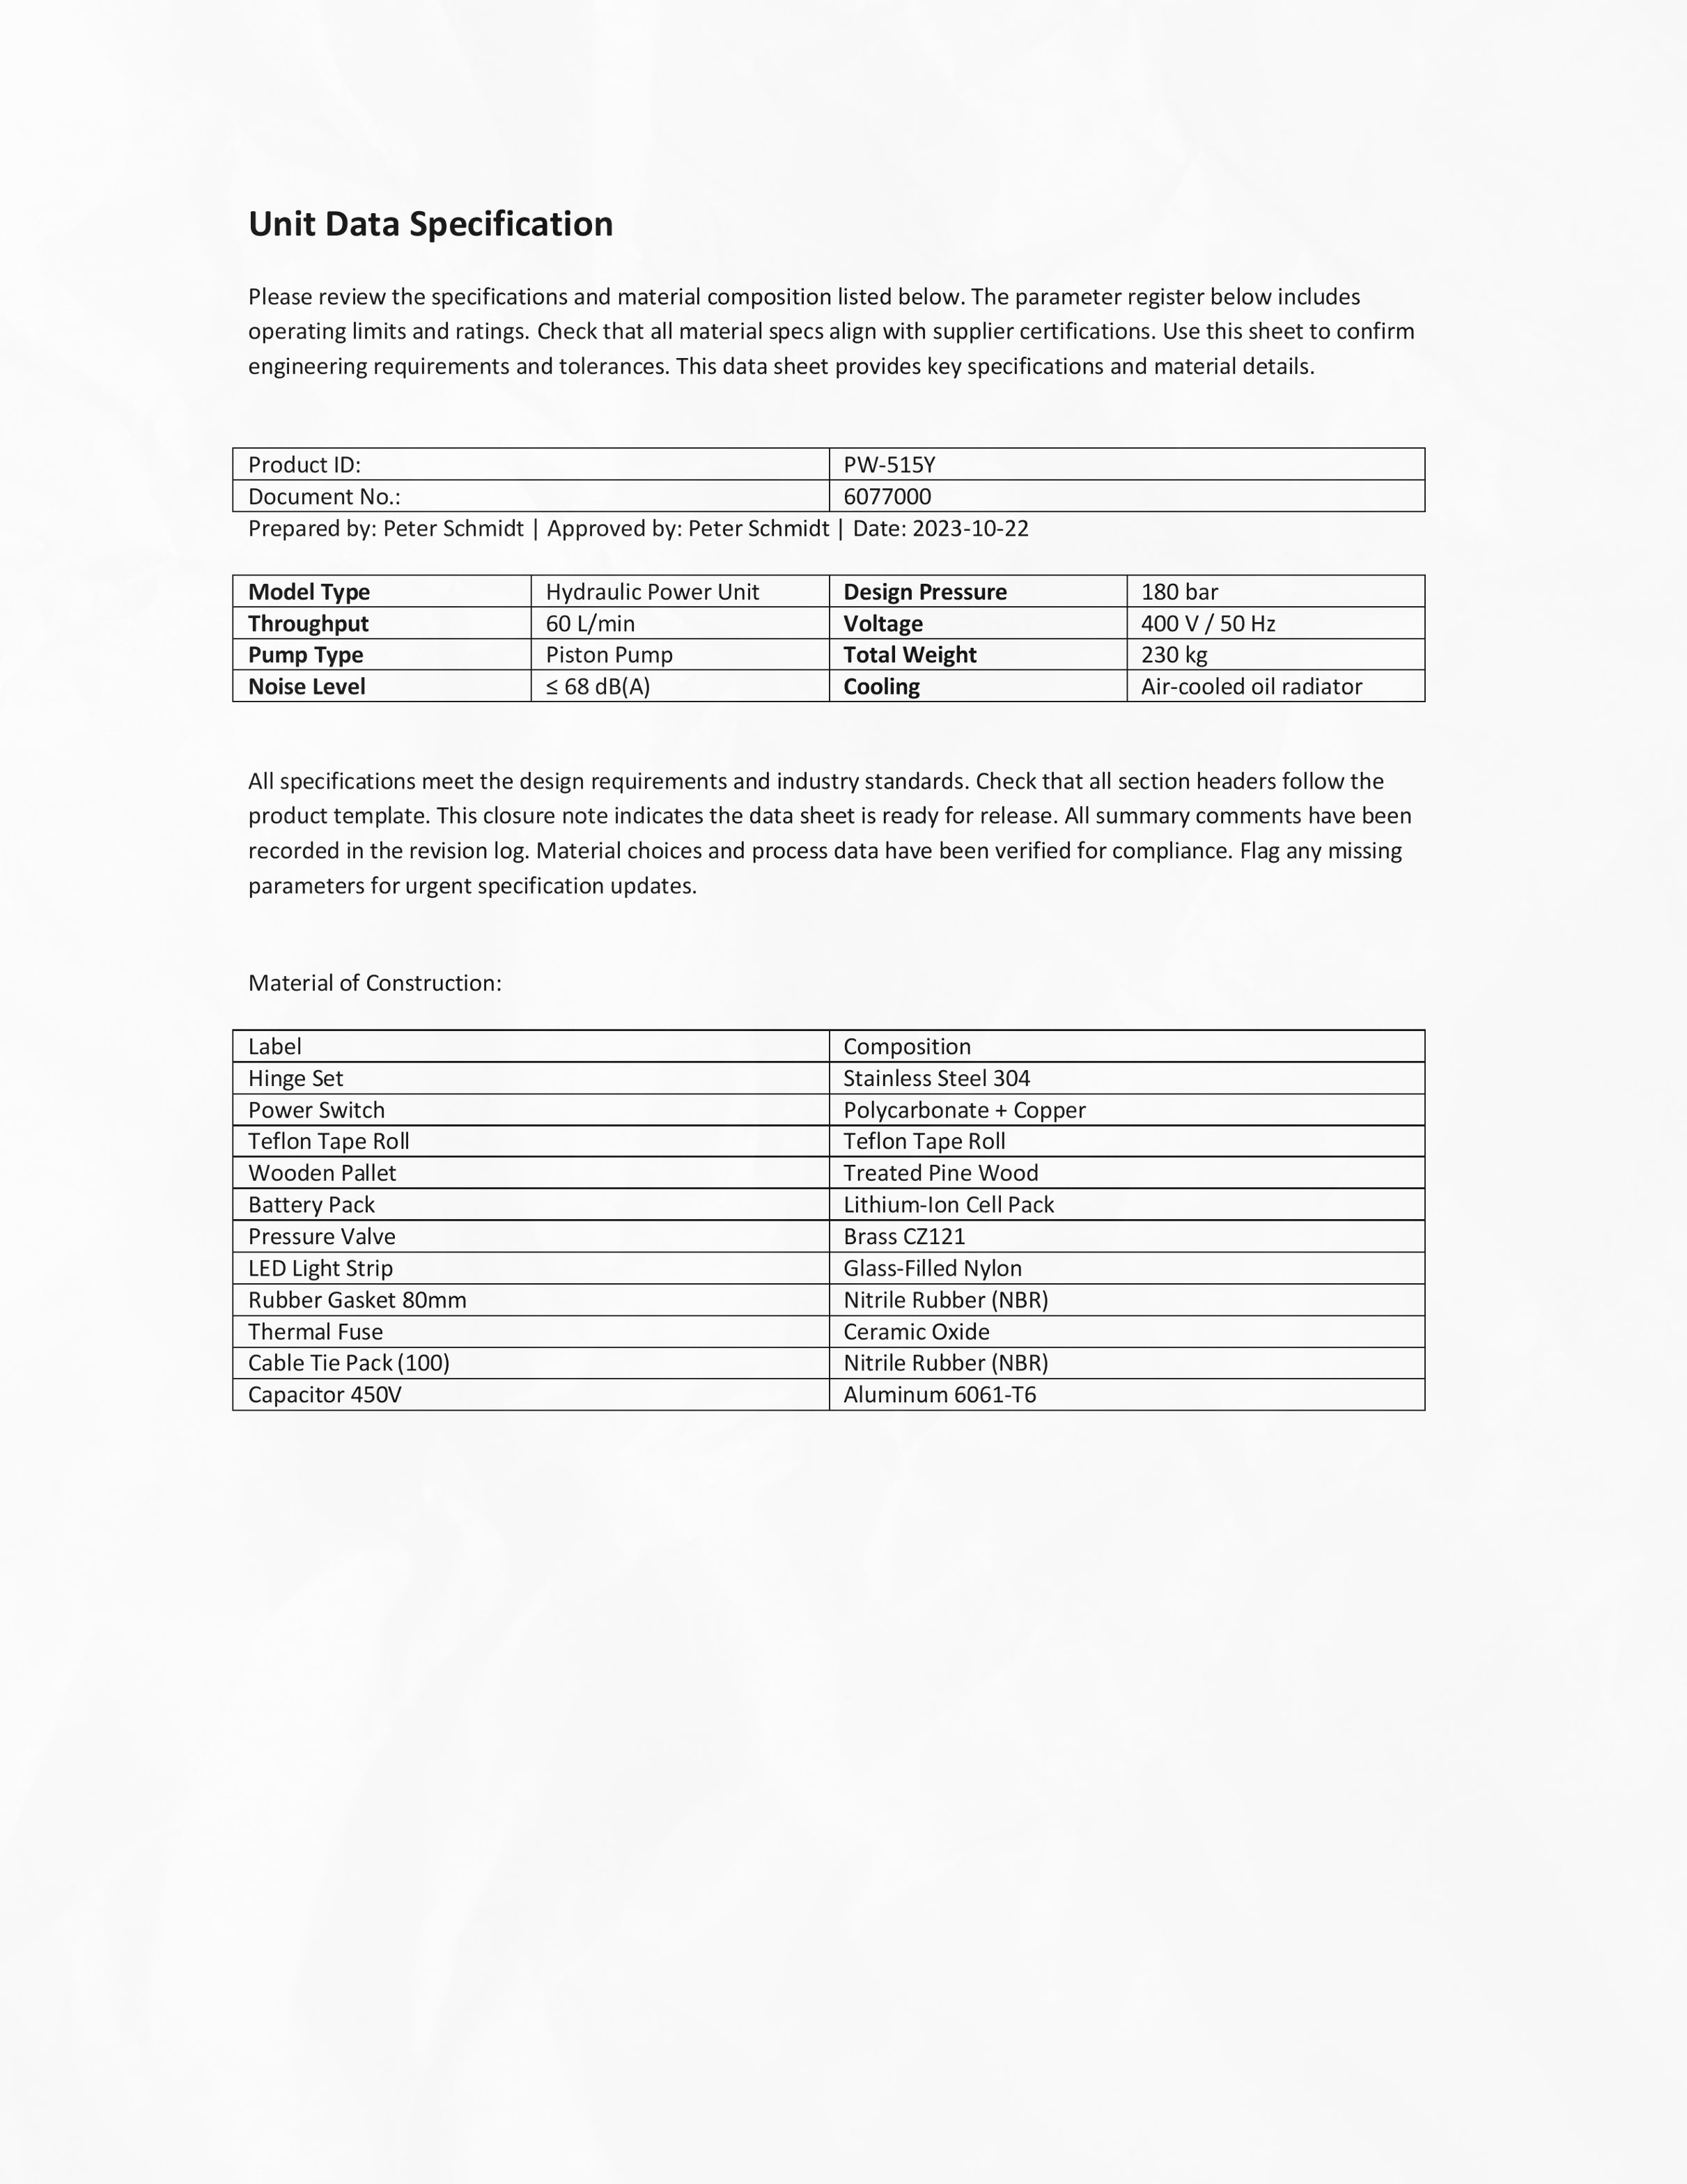 Unit Data Specification
Please review the specifications and material composition listed below. The parameter register below includes
operating limits and ratings. Check that all material specs align with supplier certifications. Use this sheet to confirm
engineering requirements and tolerances. This data sheet provides key specifications and material details.
Product ID: PW-515Y
Document No.: 6077000
Prepared by: Peter Schmidt | Approved by: Peter Schmidt | Date: 2023-10-22
Model Type Hydraulic Power Unit Design Pressure 180 bar
Throughput 60 L/min Voltage 400 V / 50 Hz
Pump Type Piston Pump Total Weight 230 kg
Noise Level ≤ 68 dB(A) Cooling Air-cooled oil radiator
All specifications meet the design requirements and industry standards. Check that all section headers follow the
product template. This closure note indicates the data sheet is ready for release. All summary comments have been
recorded in the revision log. Material choices and process data have been verified for compliance. Flag any missing
parameters for urgent specification updates.
Material of Construction:
Label Composition
Hinge Set Stainless Steel 304
Power Switch Polycarbonate + Copper
Teflon Tape Roll Teflon Tape Roll
Wooden Pallet Treated Pine Wood
Battery Pack Lithium-Ion Cell Pack
Pressure Valve Brass CZ121
LED Light Strip Glass-Filled Nylon
Rubber Gasket 80mm Nitrile Rubber (NBR)
Thermal Fuse Ceramic Oxide
Cable Tie Pack (100) Nitrile Rubber (NBR)
Capacitor 450V Aluminum 6061-T6